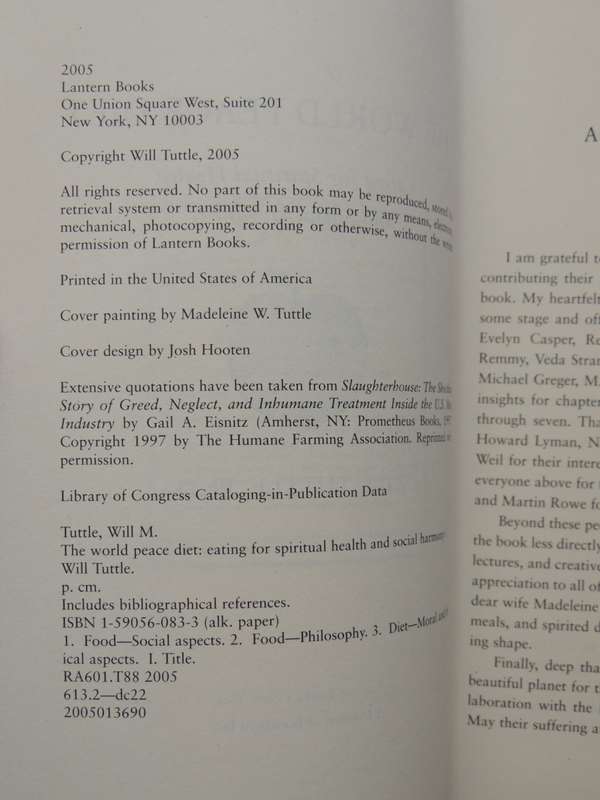 2005
Lantern Books
One Union Square West, Suite 201
New York, NY 10003
Copyright Will Tuttle, 2005
All rights reserved. No part of this book may be reproduced, stored
retrieval system or transmitted in any form or by any means,
mechanical, photocopying, recording or otherwise, without the
permission of Lantern Books.
Printed in the United States of America
Cover painting by Madeleine W. Tuttle
Cover design by Josh Hooten
Extensive quotations have been taken from Slaughterhouse: The
Story of Greed, Neglect, and Inhumane Treatment Inside the U.S.
Industry by Gail A. Eisnitz (Amherst, NY: Prometheus Books,
Copyright 1997 by The Humane Farming Association. Reprinted
permission.
Library of Congress Cataloging-in-Publication Data
Tuttle, Will M.
The world peace diet: eating for spiritual health and social harmony
Will Tuttle.
p. cm.
Includes bibliographical references.
ISBN 1-59056-083-3 (alk. paper)
1. Food—Social aspects. 2. Food—Philosophy. 3. Diet—Moral and
ical aspects. I. Title.
RA601.T88 2005
613.2—dc22
2005013690
A
I am grateful
contributing their
book. My heartfelt
some stage and
Evelyn Casper,
Remmy, Veda
Michael Greger, M.
insights for chapter
through seven.
Howard Lyman, N
Weil for their
everyone above for
and Martin Rowe
Beyond these
the book less directly
lectures, and
appreciation to all of
dear wife Madeleine
meals, and spirited
ing shape.
Finally, deep
beautiful planet for
laboration with the
May their suffering